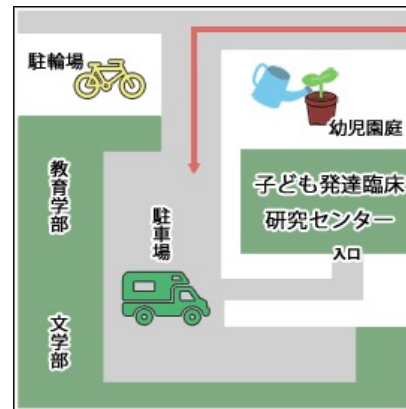 駐輪場
幼児園庭
教育学部
駐車場
子ども発達臨床
研究センター
入口
文学部